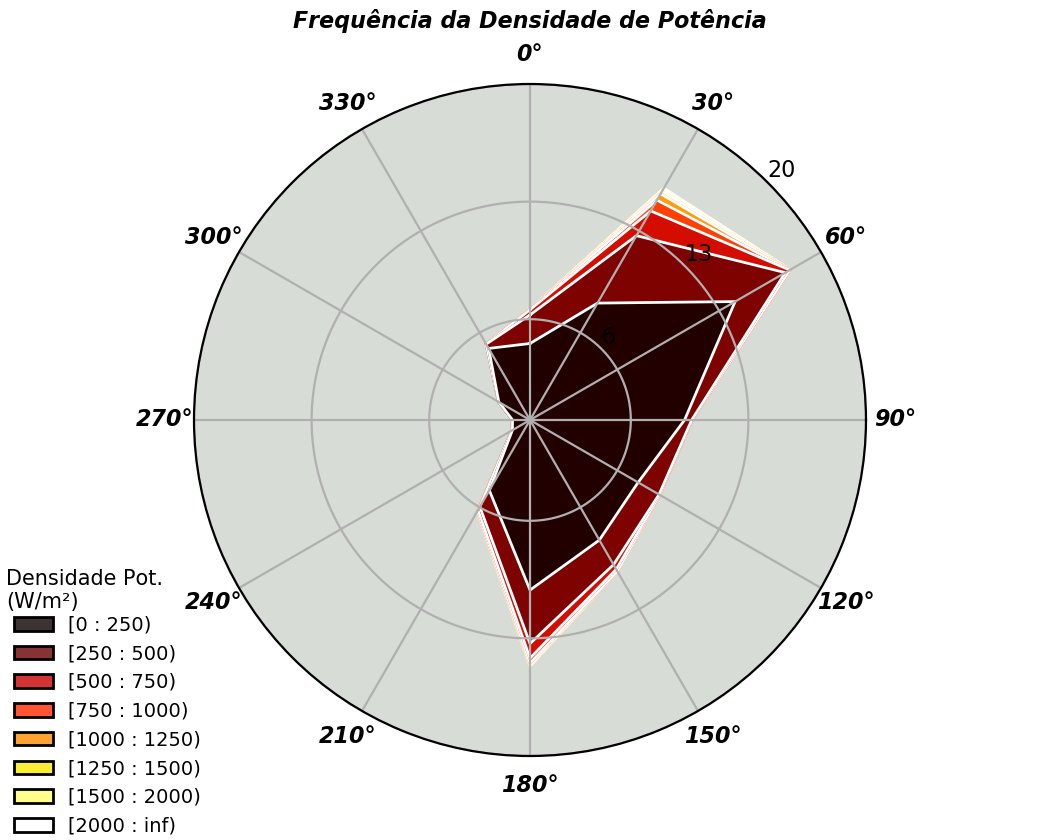 Frequência da Densidade de Potência
0°
330°
30°
20
300°
60°
13
6
270°
90°
240°
120°
210°
150°
180°
Densidade Pot.
(W/m²)
[0 : 250)
[250 : 500)
[500 : 750)
[750 : 1000)
[1000 : 1250)
[1250 : 1500)
[1500 : 2000)
[2000 : inf)